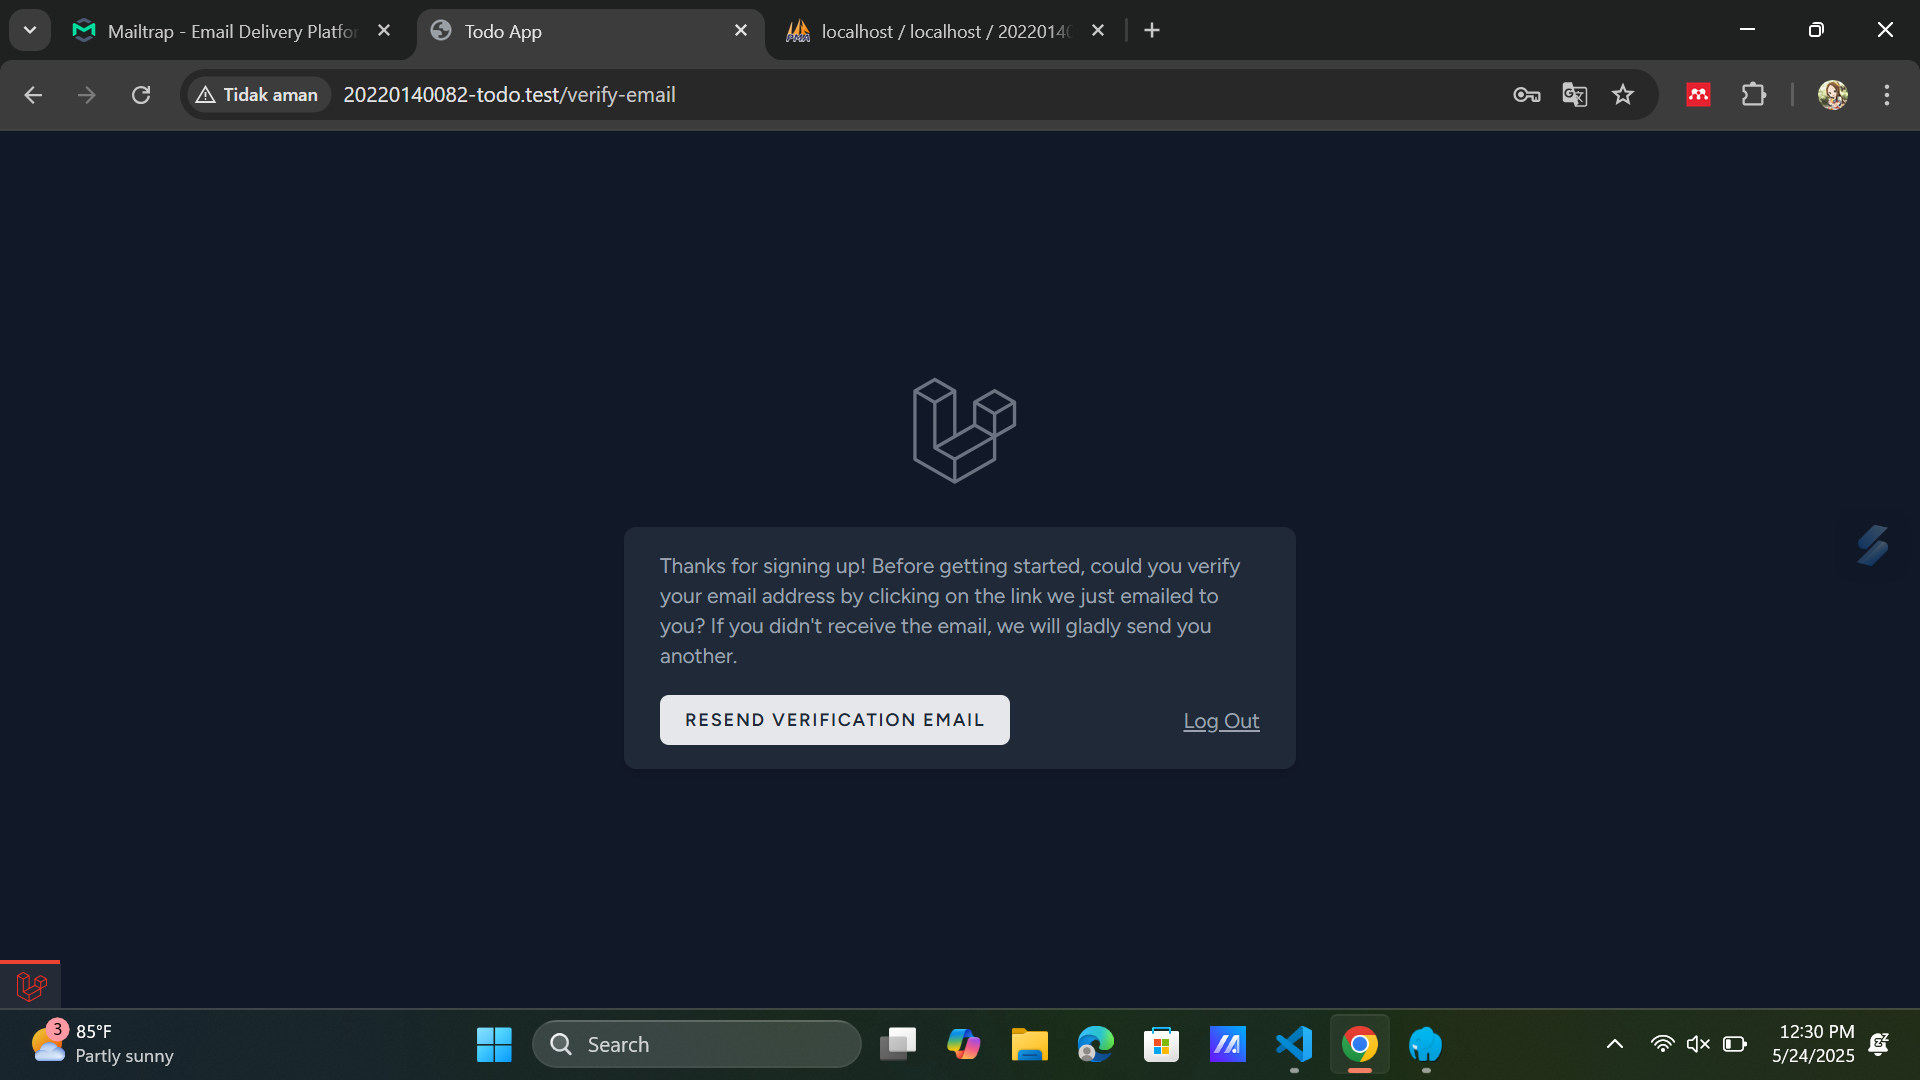 Mailtrap - Email Delivery Platfor
Todo App
localhost / localhost / 2022014
Tidak aman
20220140082-todo.test/verify-email
Thanks for signing up! Before getting started, could you verify
your email address by clicking on the link we just emailed to
you? If you didn't receive the email, we will gladly send you
another.
RESEND VERIFICATION EMAIL
Log Out
3
85°F
Partly sunny
Search
12:30 PM
5/24/2025